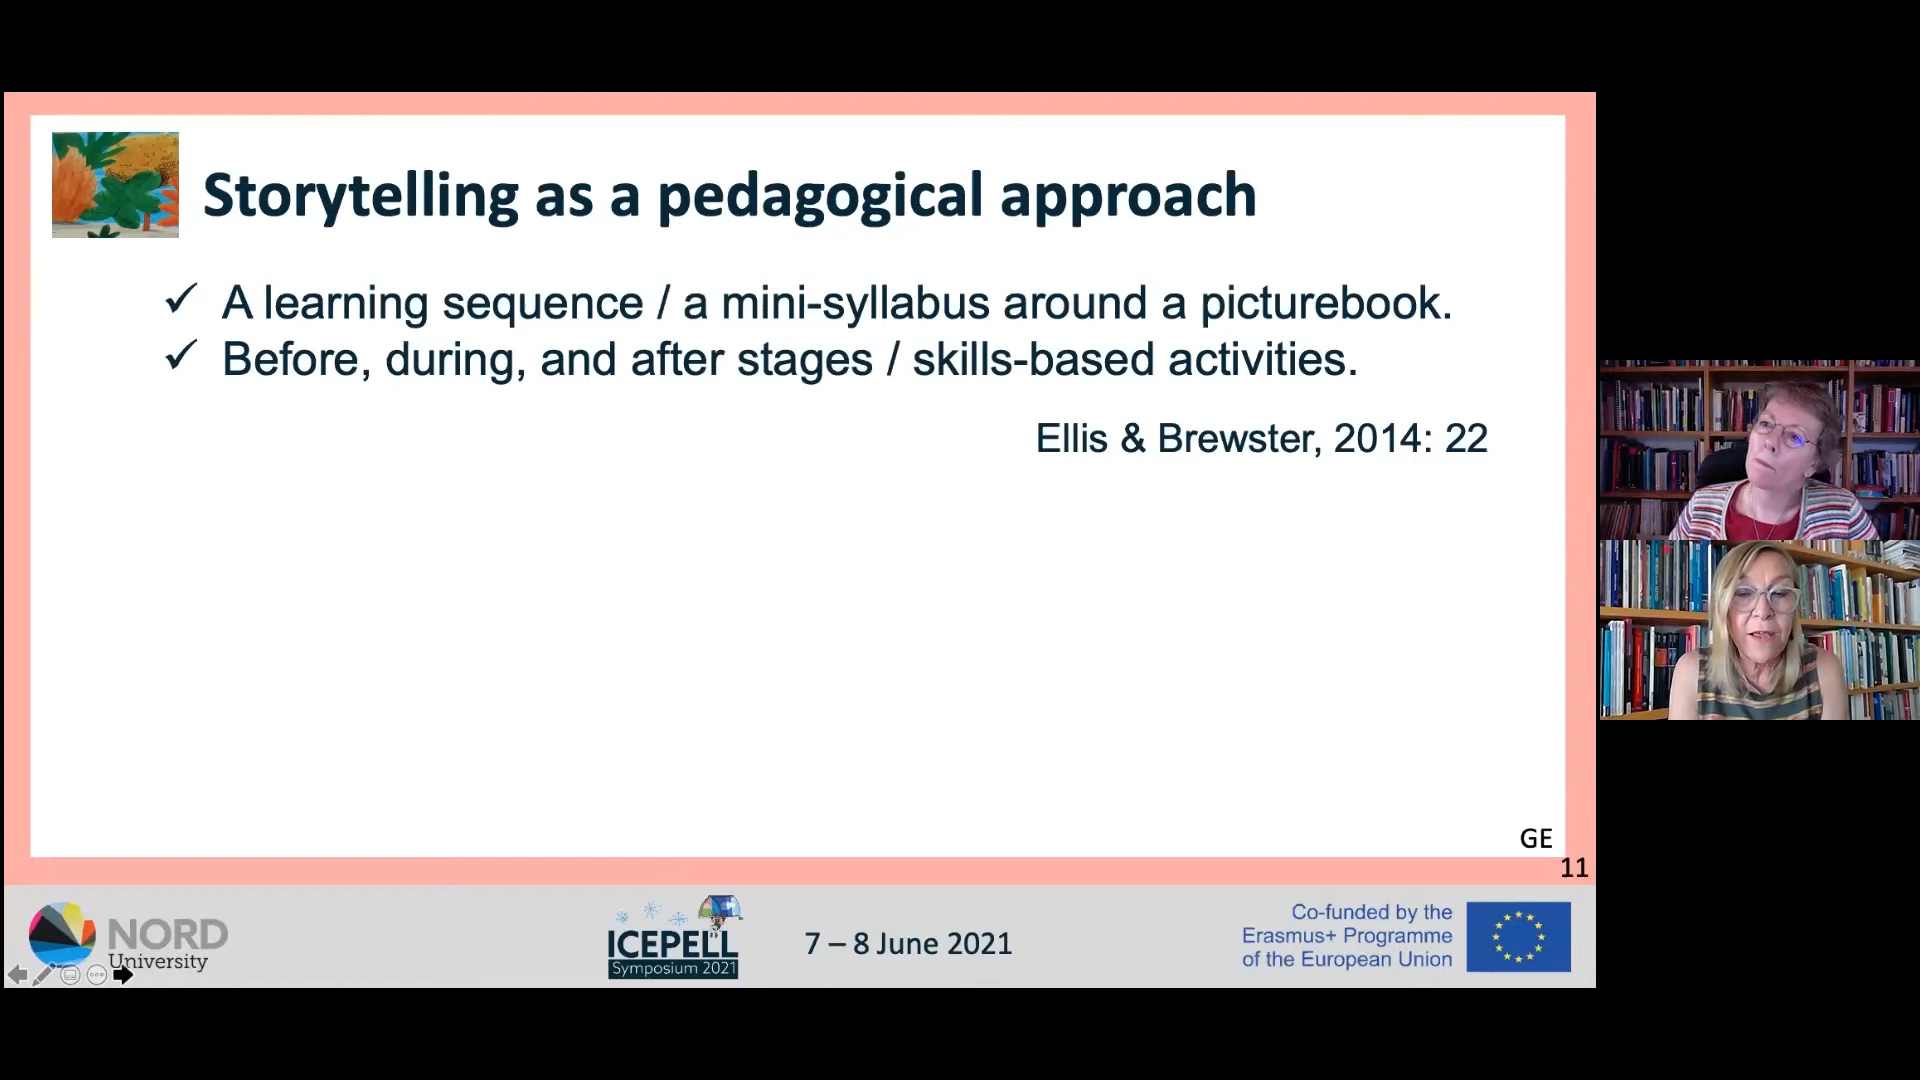 Storytelling as a pedagogical approach
✓ A learning sequence / a mini-syllabus around a picturebook.
✓ Before, during, and after stages / skills-based activities.
Ellis & Brewster, 2014: 22
GE
11
NORD
University
ICEPELL
Symposium 2021
7 – 8 June 2021
Co-funded by the
Erasmus+ Programme
of the European Union